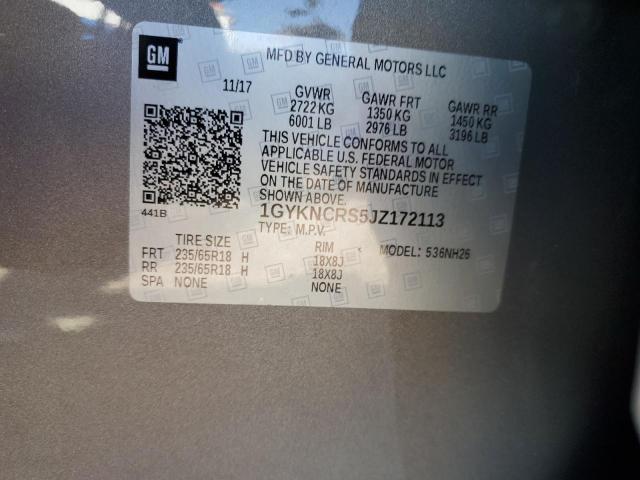 GM
MFD BY GENERAL MOTORS LLC
11/17
GVWR GAWR FRT GAWR RR
2722 KG 1350 KG 1450 KG
6001 LB 2976 LB 3196 LB
THIS VEHICLE CONFORMS TO ALL
APPLICABLE U.S. FEDERAL MOTOR
VEHICLE SAFETY STANDARDS IN EFFECT
ON THE DATE OF MANUFACTURE
SHOWN ABOVE.
441B
1GYKNCRS5JZ172113
TYPE: M.P.V. MODEL: 536NH26
TIRE SIZE RIM
FRT 235/65R18 H 18X8J
RR 235/65R18 H 18X8J
SPA NONE NONE